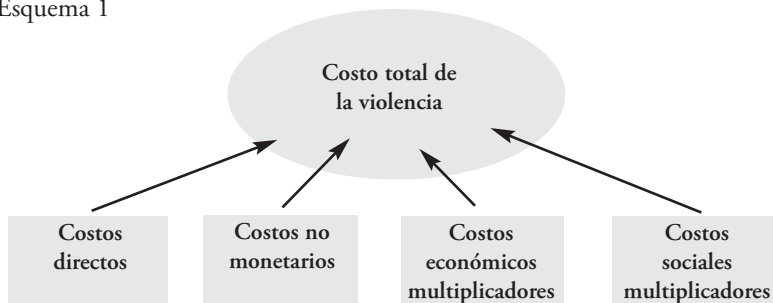 Esquema 1
Costo total de
la violencia
Costos
directos
Costos no
monetarios
Costos
económicos
multiplicadores
Costos
sociales
multiplicadores